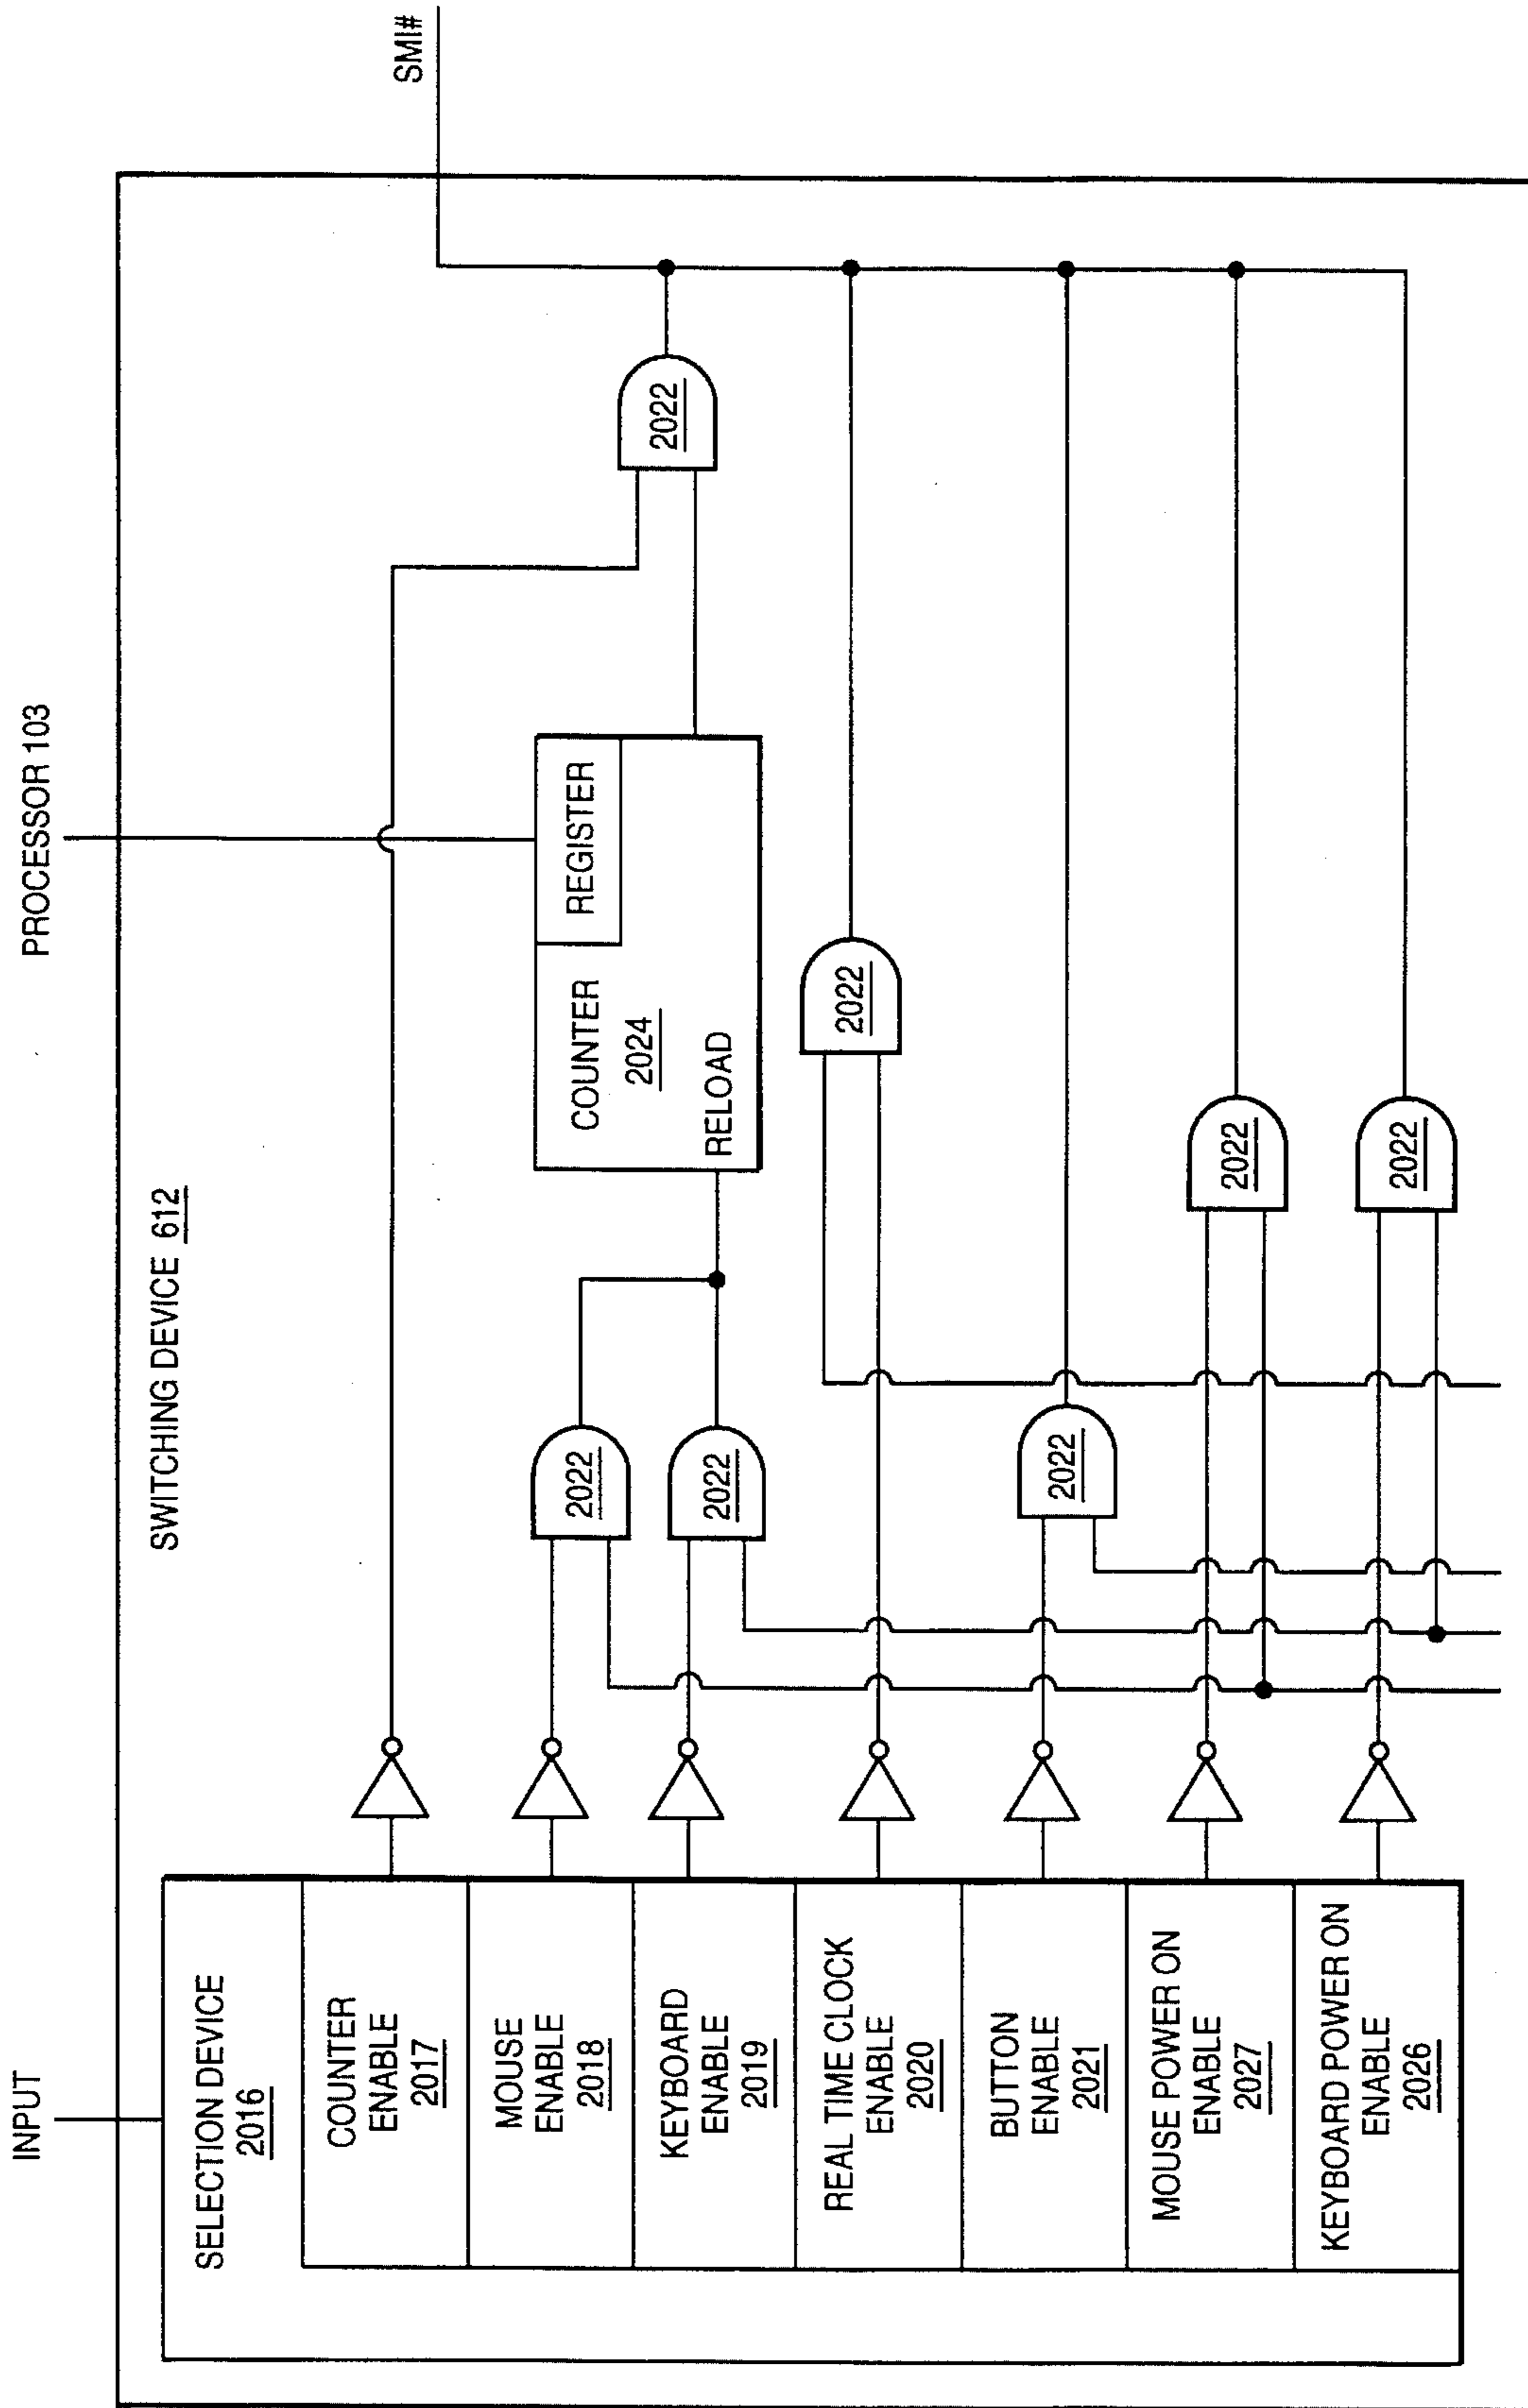 INPUT
PROCESSOR 103
SMI#
SWITCHING DEVICE 612
SELECTION DEVICE
2016
COUNTER
ENABLE
2017
MOUSE
ENABLE
2018
KEYBOARD
ENABLE
2019
REAL TIME CLOCK
ENABLE
2020
BUTTON
ENABLE
2021
MOUSE POWER ON
ENABLE
2027
KEYBOARD POWER ON
ENABLE
2026
2022
2022
COUNTER
2024
RELOAD
REGISTER
2022
2022
2022
2022
2022